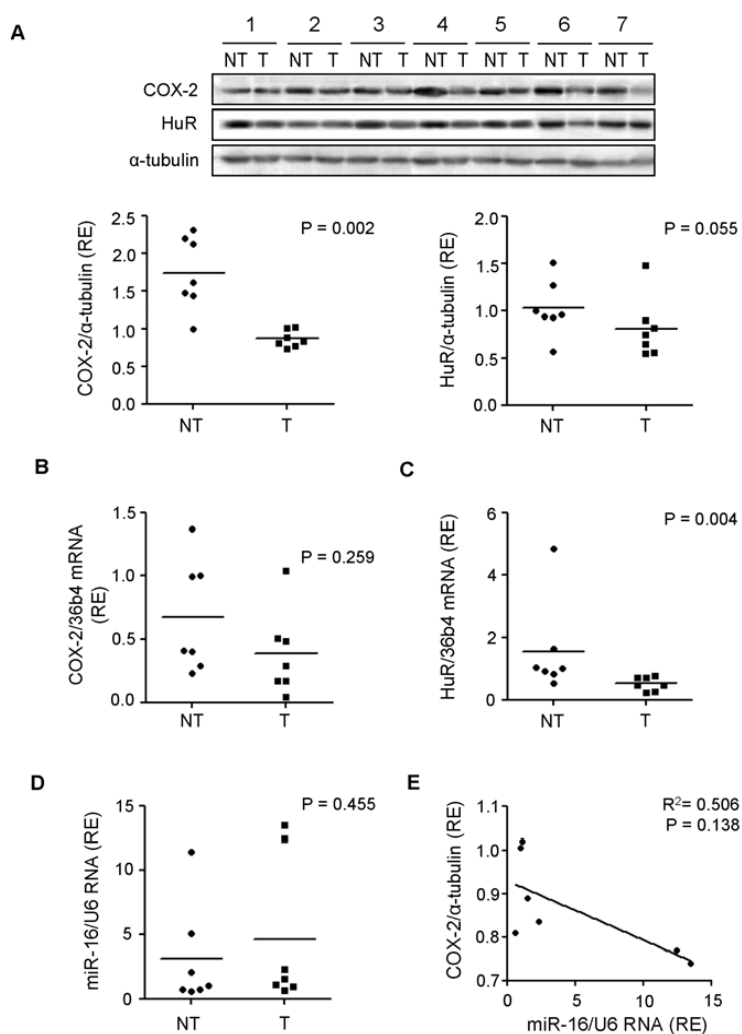 A
1 2 3 4 5 6 7
NT T NT T NT T NT T NT T NT T NT T
COX-2
HuR
α-tubulin
COX-2/α-tubulin (RE)
2.5
2.0
1.5
1.0
0.5
0.0
P = 0.002
NT T
HuR/α-tubulin (RE)
2.0
1.5
1.0
0.5
0.0
P = 0.055
NT T
B
COX-2/36b4 mRNA
(RE)
1.5
1.0
0.5
0.0
P = 0.259
NT T
C
HuR/36b4 mRNA (RE)
6
4
2
0
P = 0.004
NT T
D
miR-16/U6 RNA (RE)
15
10
5
0
P = 0.455
NT T
E
COX-2/α-tubulin (RE)
1.1
1.0
0.9
0.8
0.7
R²= 0.506
P = 0.138
0 5 10 15
miR-16/U6 RNA (RE)